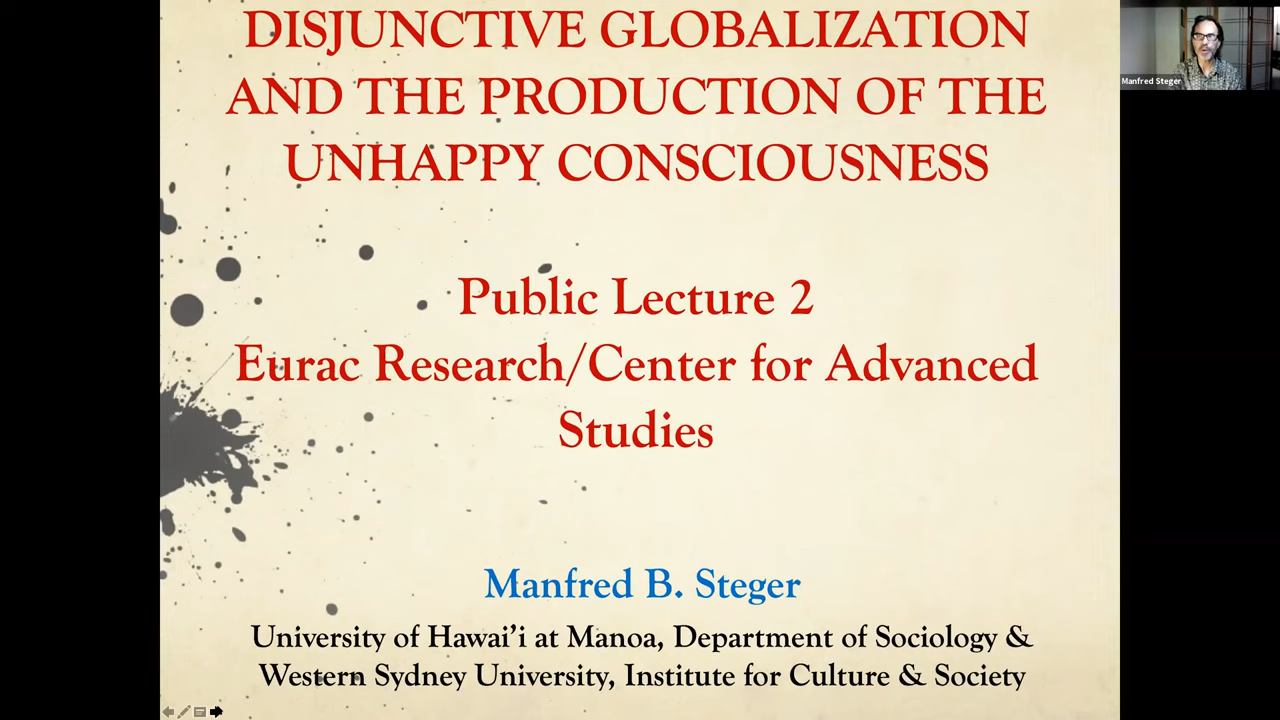 DISJUNCTIVE GLOBALIZATION
AND THE PRODUCTION OF THE
UNHAPPY CONSCIOUSNESS
Public Lecture 2
Eurac Research/Center for Advanced
Studies
Manfred B. Steger
University of Hawai’i at Manoa, Department of Sociology &
Western Sydney University, Institute for Culture & Society
Manfred Steger